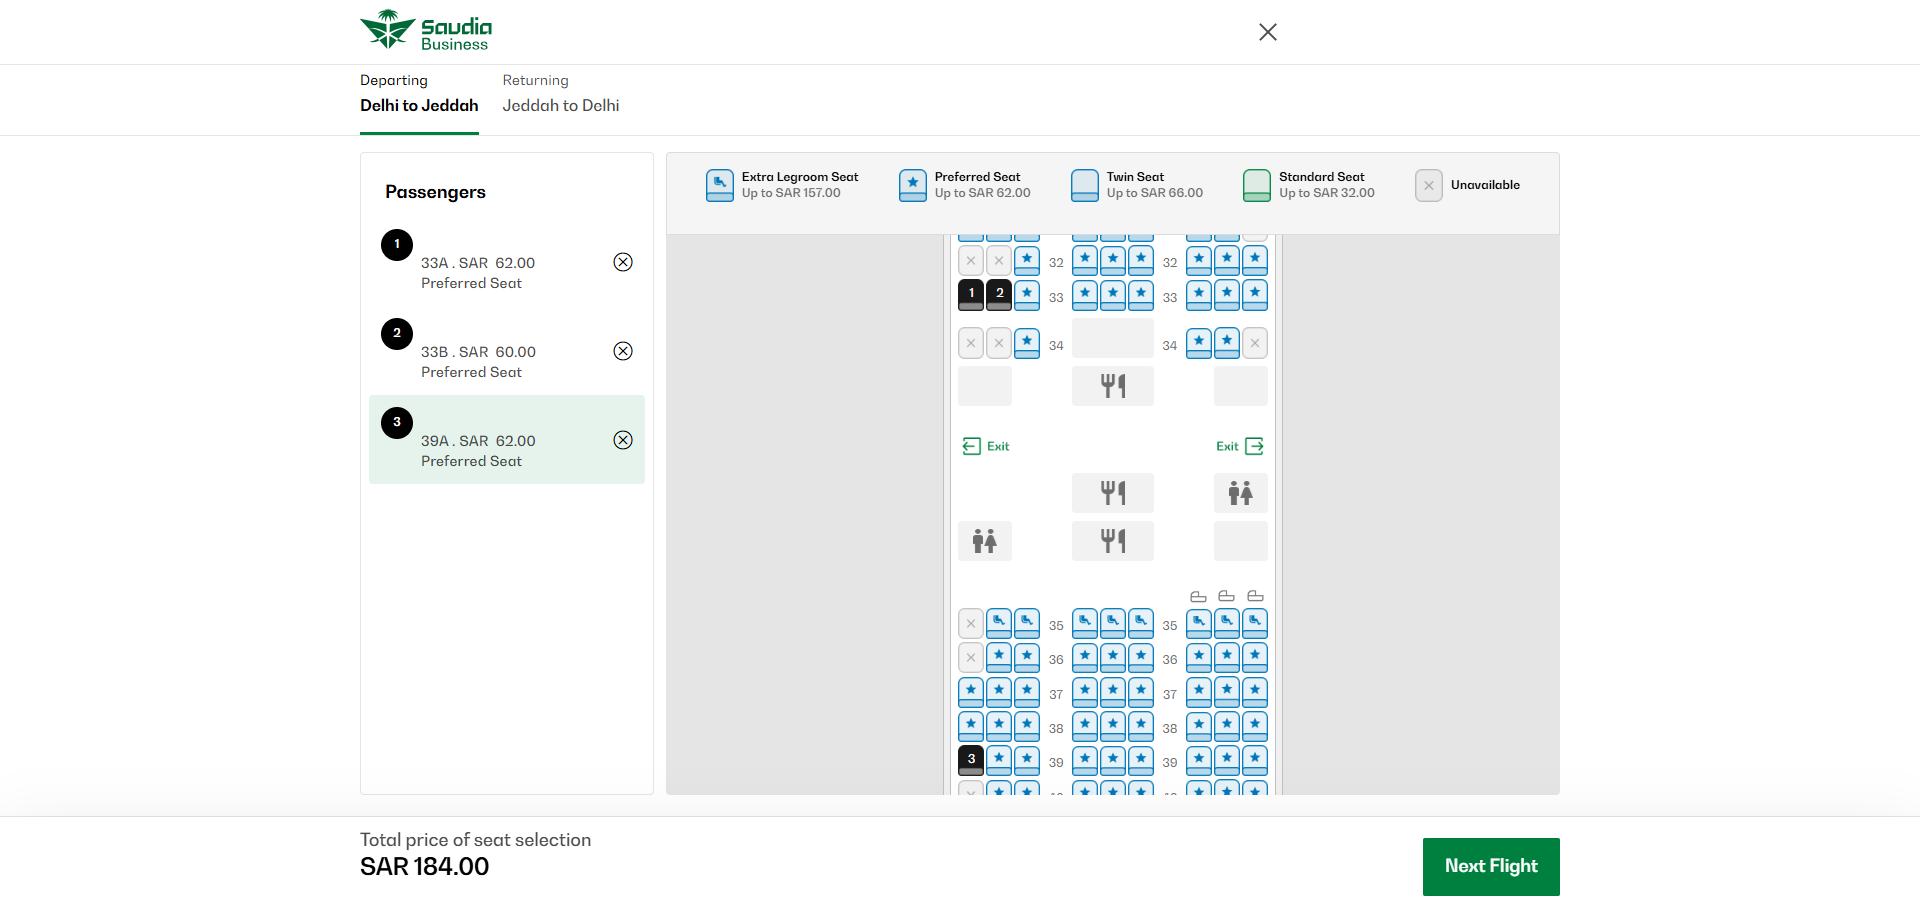 Saudia
Business
Departing
Delhi to Jeddah
Returning
Jeddah to Delhi
Passengers
1
33A . SAR 62.00
Preferred Seat
2
33B . SAR 60.00
Preferred Seat
3
39A . SAR 62.00
Preferred Seat
Extra Legroom Seat
Up to SAR 157.00
Preferred Seat
Up to SAR 62.00
Twin Seat
Up to SAR 66.00
Standard Seat
Up to SAR 32.00
Unavailable
32 32
1 2 33 33
34 34
Exit Exit
35 35
36 36
37 37
38 38
3 39 39
Total price of seat selection
SAR 184.00
Next Flight